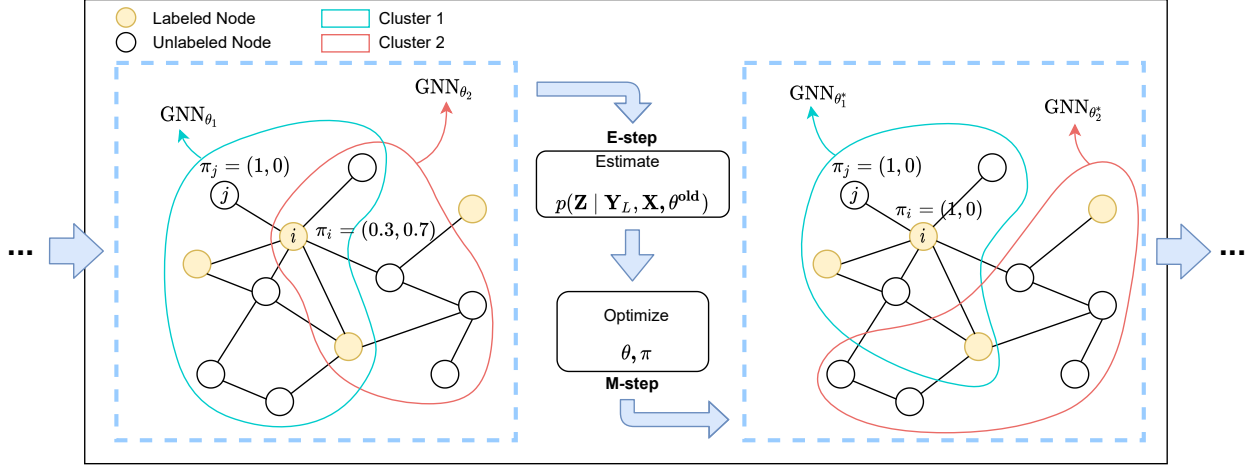 Labeled Node
Cluster 1
Unlabeled Node
Cluster 2
GNN_{θ_1}
GNN_{θ_2}
π_j = (1, 0)
j
i
π_i = (0.3, 0.7)
...
E-step
Estimate
p(Z | Y_L, X, θ^{old})
Optimize
θ, π
M-step
GNN_{θ_1^*}
GNN_{θ_2^*}
π_j = (1, 0)
j
π_i = (1, 0)
i
...